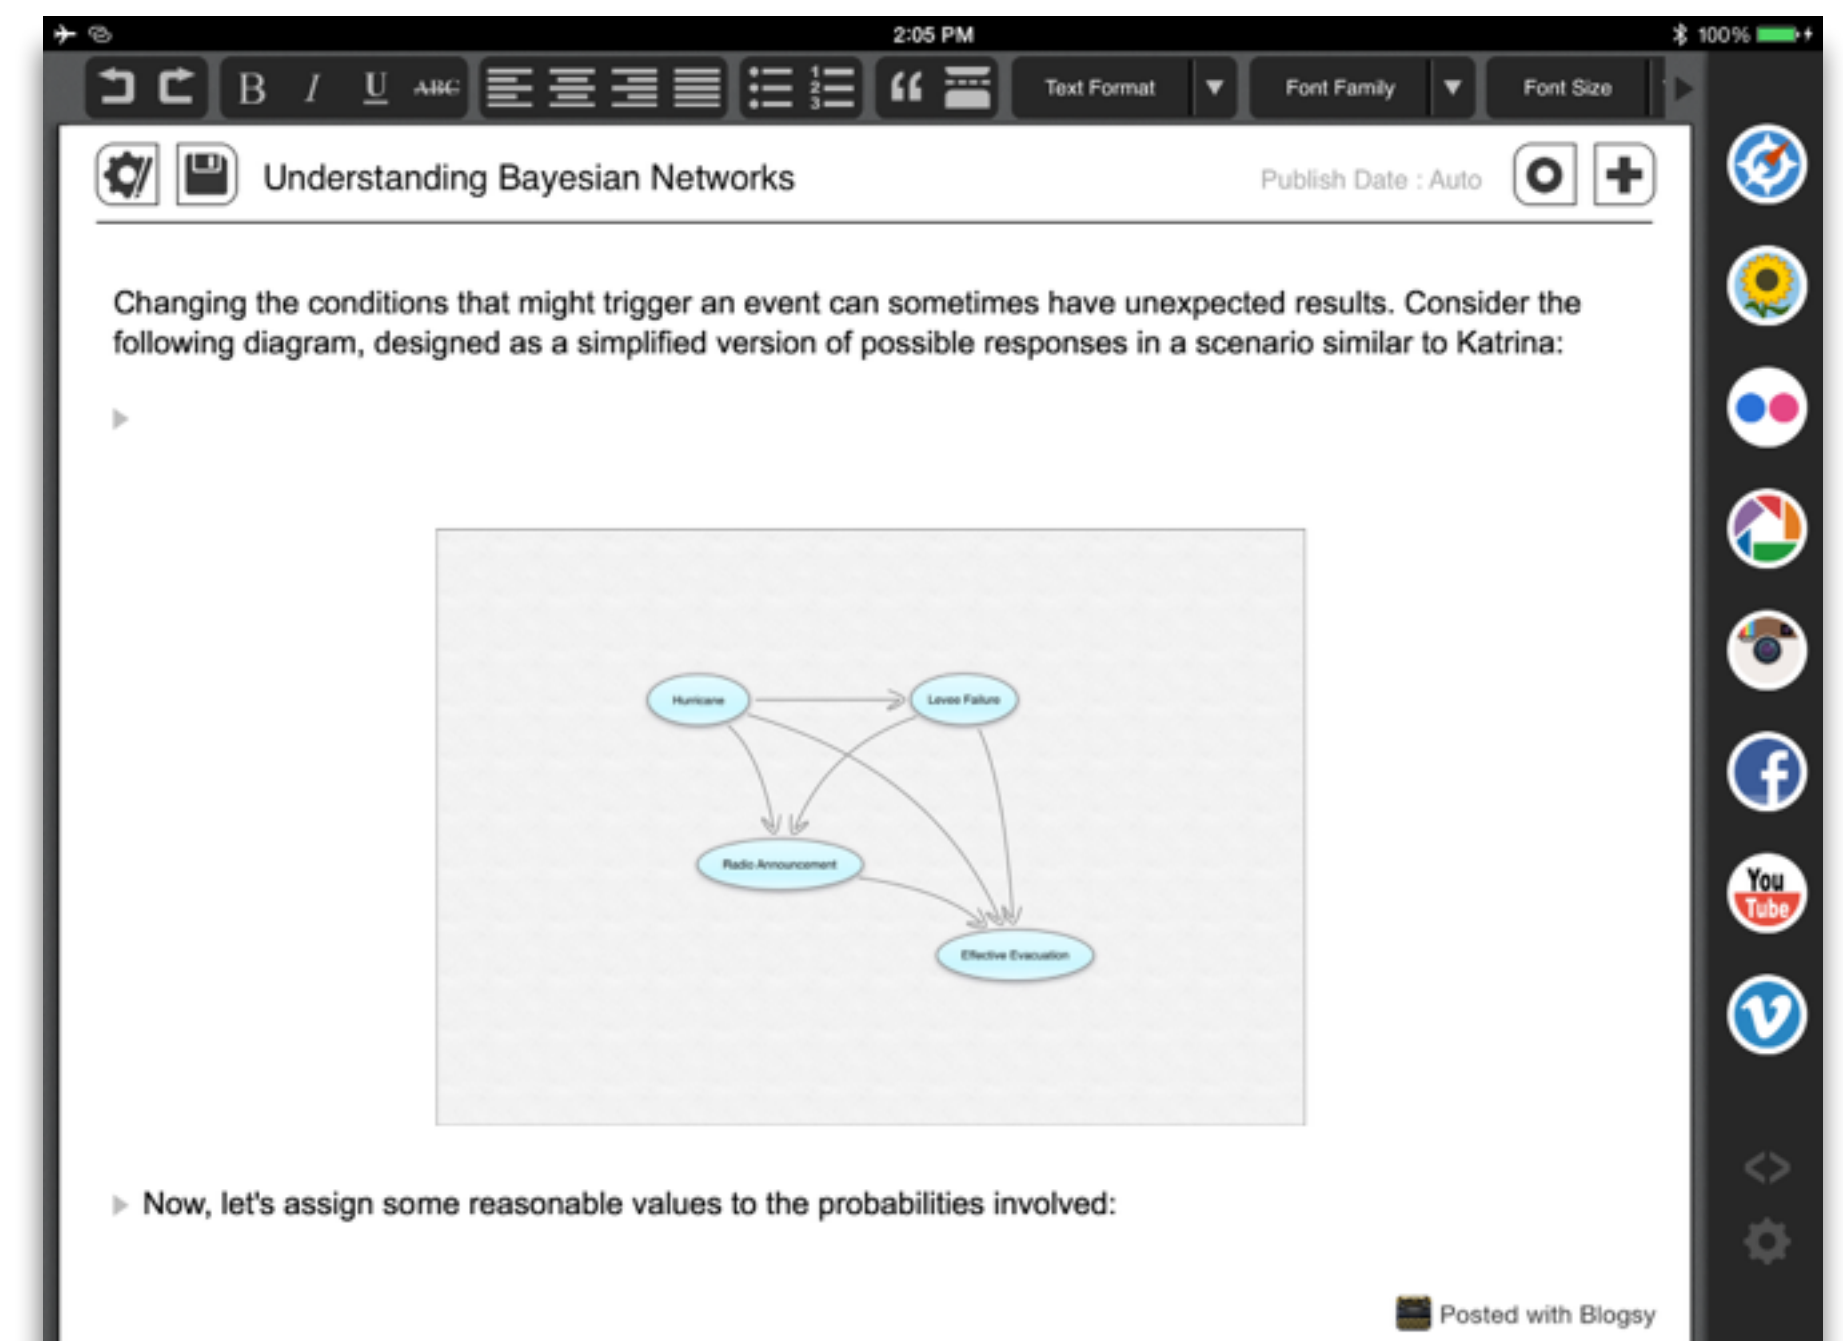 2:05 PM
100%
B I U ABC
1
2
3
Text Format
Font Family
Font Size
Understanding Bayesian Networks
Publish Date : Auto
Changing the conditions that might trigger an event can sometimes have unexpected results. Consider the
following diagram, designed as a simplified version of possible responses in a scenario similar to Katrina:
Hurricane
Levee Failure
Radio Announcement
Effective Evacuation
Now, let's assign some reasonable values to the probabilities involved:
You
Tube
Posted with Blogsy